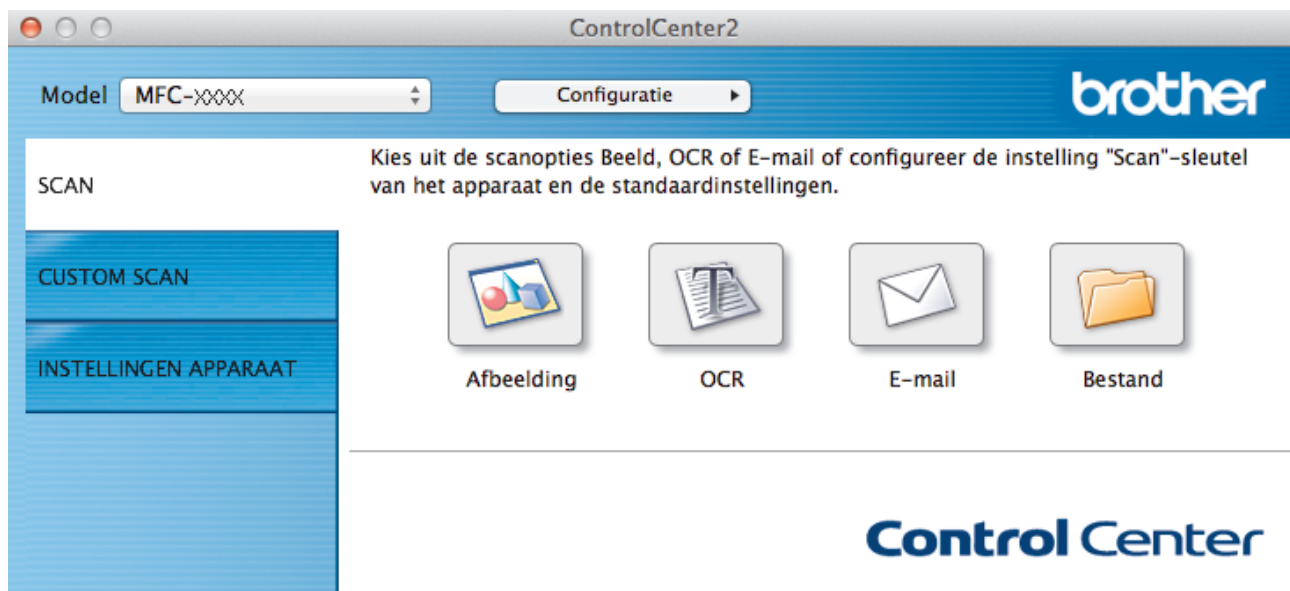 ControlCenter2
Model MFC-XXXX Configuratie brother
SCAN
Kies uit de scanopties Beeld, OCR of E-mail of configureer de instelling "Scan"-sleutel
van het apparaat en de standaardinstellingen.
CUSTOM SCAN
INSTELLINGEN APPARAAT
T
Afbeelding OCR E-mail Bestand
Control Center